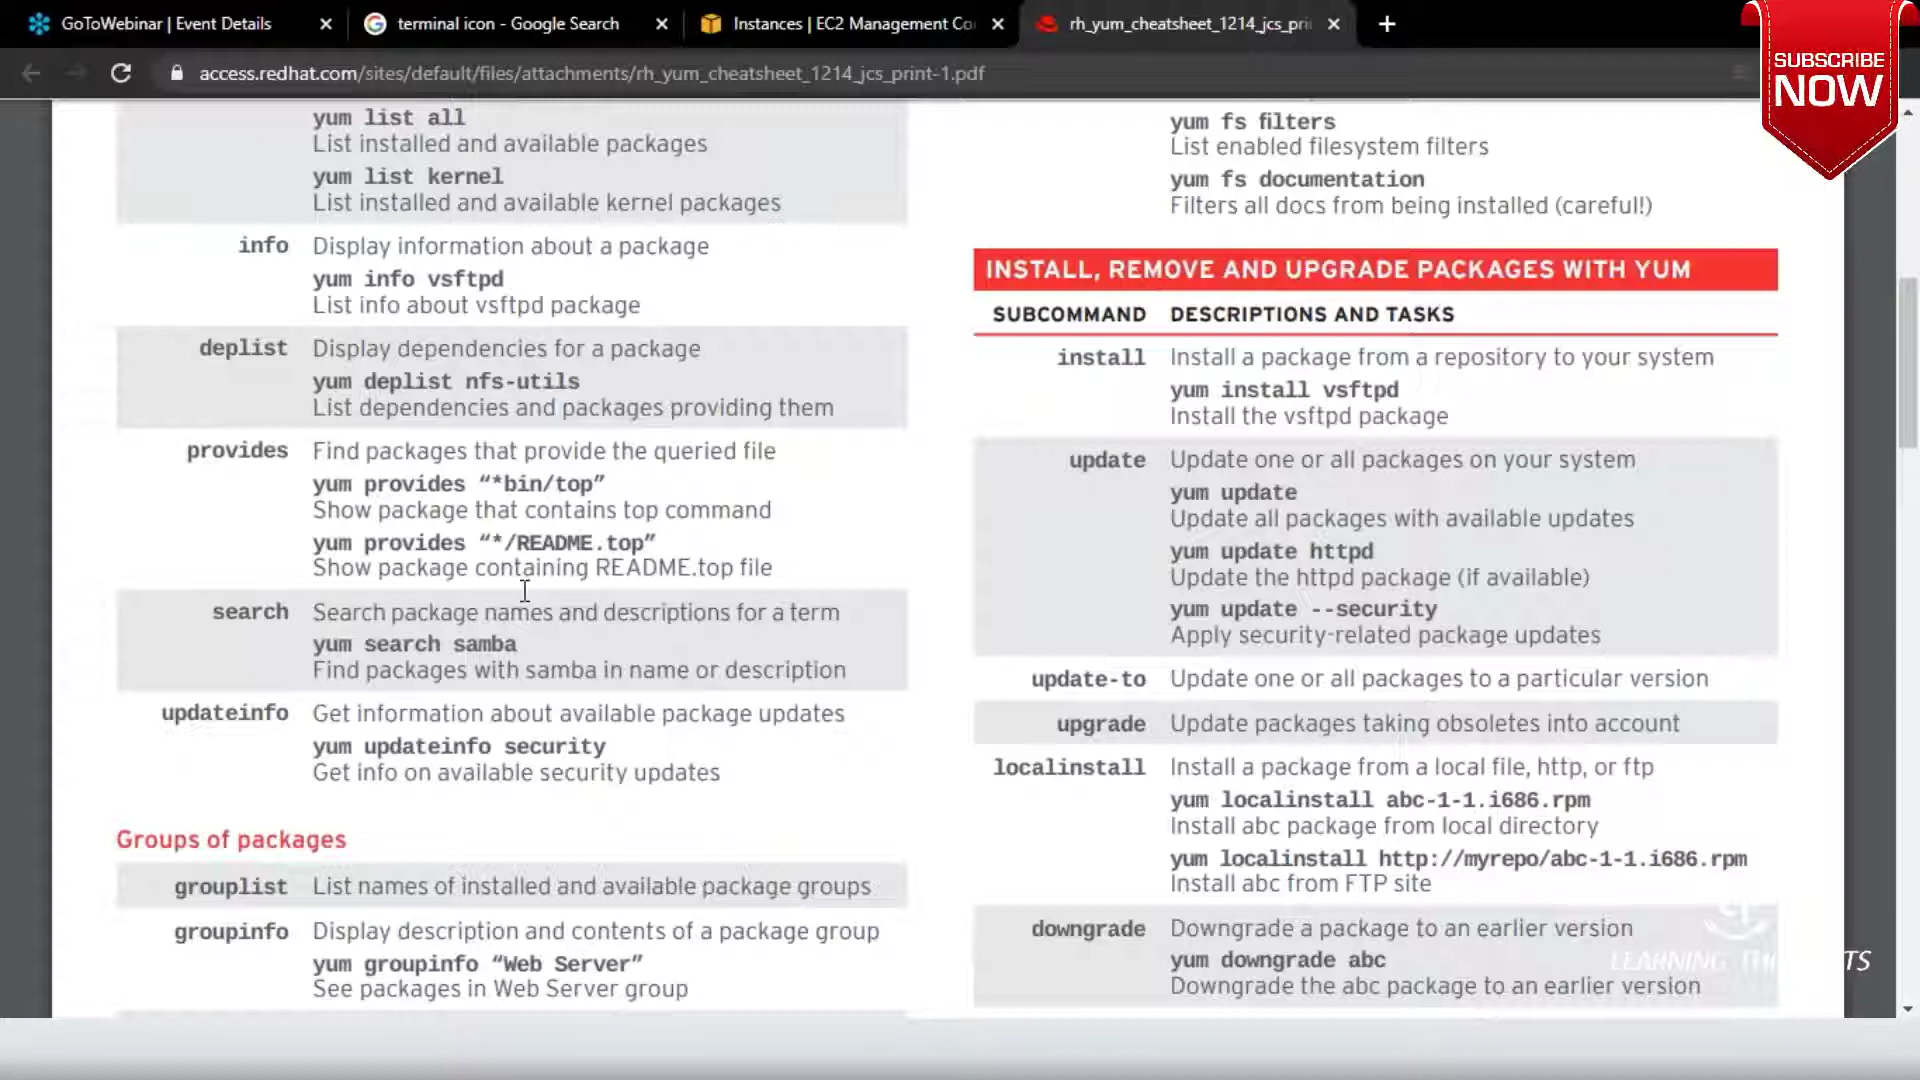 GoToWebinar | Event Details
terminal icon - Google Search
Instances | EC2 Management Co
rh_yum_cheatsheet_1214_jcs_pri
access.redhat.com/sites/default/files/attachments/rh_yum_cheatsheet_1214_jcs_print-1.pdf
SUBSCRIBE
NOW
yum list all
List installed and available packages
yum list kernel
List installed and available kernel packages
info Display information about a package
yum info vsftpd
List info about vsftpd package
deplist Display dependencies for a package
yum deplist nfs-utils
List dependencies and packages providing them
provides Find packages that provide the queried file
yum provides “*bin/top”
Show package that contains top command
yum provides “*/README.top”
Show package containing README.top file
search Search package names and descriptions for a term
yum search samba
Find packages with samba in name or description
updateinfo Get information about available package updates
yum updateinfo security
Get info on available security updates
Groups of packages
grouplist List names of installed and available package groups
groupinfo Display description and contents of a package group
yum groupinfo “Web Server”
See packages in Web Server group
yum fs filters
List enabled filesystem filters
yum fs documentation
Filters all docs from being installed (careful!)
INSTALL, REMOVE AND UPGRADE PACKAGES WITH YUM
SUBCOMMAND DESCRIPTIONS AND TASKS
install Install a package from a repository to your system
yum install vsftpd
Install the vsftpd package
update Update one or all packages on your system
yum update
Update all packages with available updates
yum update httpd
Update the httpd package (if available)
yum update --security
Apply security-related package updates
update-to Update one or all packages to a particular version
upgrade Update packages taking obsoletes into account
localinstall Install a package from a local file, http, or ftp
yum localinstall abc-1-1.i686.rpm
Install abc package from local directory
yum localinstall http://myrepo/abc-1-1.i686.rpm
Install abc from FTP site
downgrade Downgrade a package to an earlier version
yum downgrade abc
Downgrade the abc package to an earlier version
LEARNING